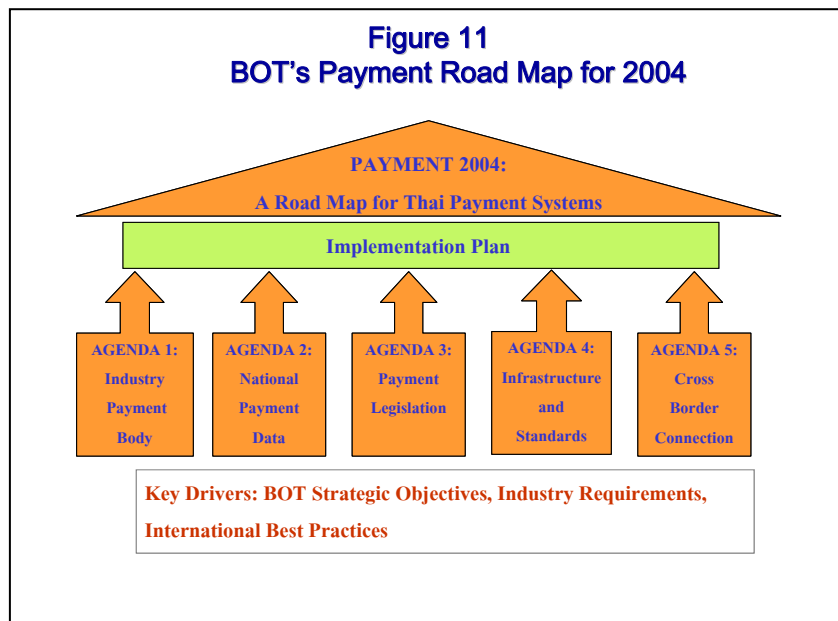 Figure 11
BOT's Payment Road Map for 2004
PAYMENT 2004:
A Road Map for Thai Payment Systems
Implementation Plan
AGENDA 1:
Industry
Payment
Body
AGENDA 2:
National
Payment
Data
AGENDA 3:
Payment
Legislation
AGENDA 4:
Infrastructure
and
Standards
AGENDA 5:
Cross
Border
Connection
Key Drivers: BOT Strategic Objectives, Industry Requirements,
International Best Practices